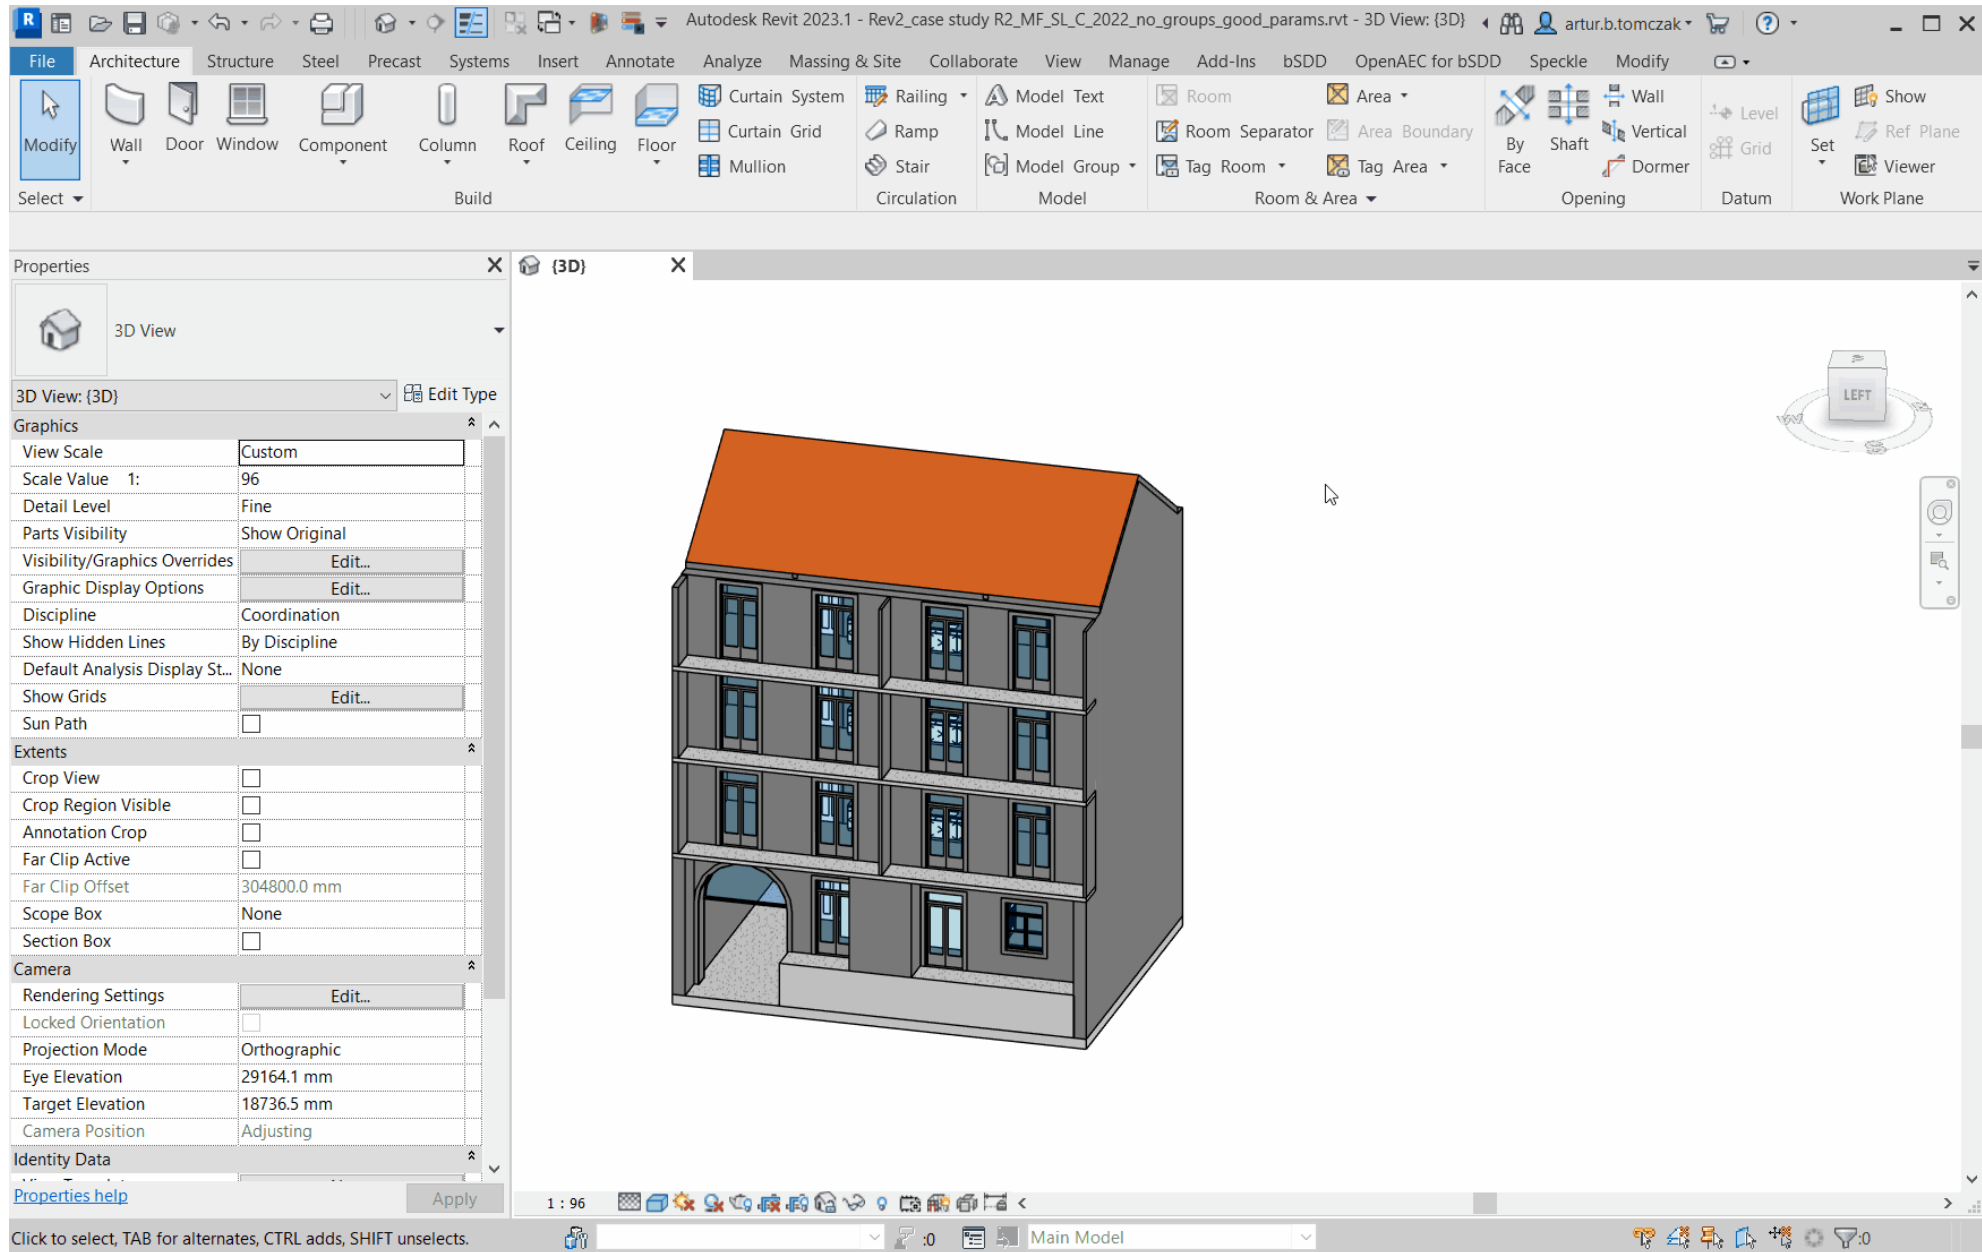 R
Autodesk Revit 2023.1 - Rev2_case study R2_MF_SL_C_2022_no_groups_good_params.rvt - 3D View: {3D}
artur.b.tomczak
File Architecture Structure Steel Precast Systems Insert Annotate Analyze Massing & Site Collaborate View Manage Add-Ins bSDD OpenAEC for bSDD Speckle Modify
Modify
Wall
Door
Window
Component
Column
Roof
Ceiling
Floor
Curtain System
Curtain Grid
Mullion
Railing
Ramp
Stair
Model Text
Model Line
Model Group
Room
Room Separator
Tag Room
Area
Area Boundary
Tag Area
By
Face
Shaft
Wall
Vertical
Dormer
Level
Grid
Set
Show
Ref Plane
Viewer
Select
Build
Circulation
Model
Room & Area
Opening
Datum
Work Plane
Properties
{3D}
3D View
3D View: {3D}
Edit Type
Graphics
View Scale Custom
Scale Value 1: 96
Detail Level Fine
Parts Visibility Show Original
Visibility/Graphics Overrides Edit...
Graphic Display Options Edit...
Discipline Coordination
Show Hidden Lines By Discipline
Default Analysis Display St... None
Show Grids Edit...
Sun Path
Extents
Crop View
Crop Region Visible
Annotation Crop
Far Clip Active
Far Clip Offset 304800.0 mm
Scope Box None
Section Box
Camera
Rendering Settings Edit...
Locked Orientation
Projection Mode Orthographic
Eye Elevation 29164.1 mm
Target Elevation 18736.5 mm
Camera Position Adjusting
Identity Data
Properties help
Apply
LEFT
1 : 96
Click to select, TAB for alternates, CTRL adds, SHIFT unselects.
:0
Main Model
:0